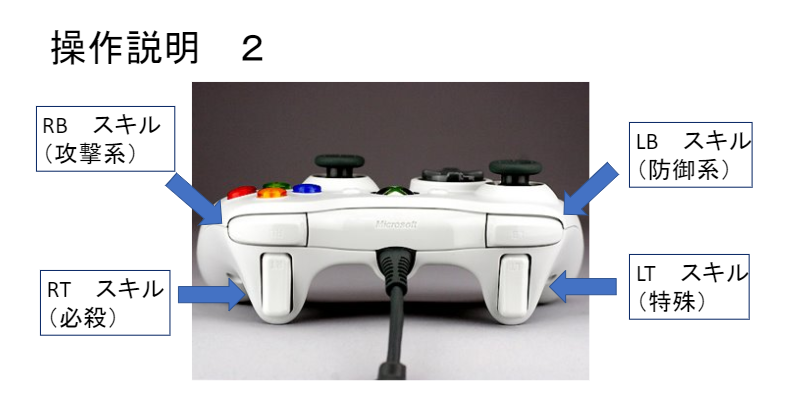 操作説明　２
RB　スキル
（攻撃系）
LB　スキル
（防御系）
RT　スキル
（必殺）
LT　スキル
（特殊）
Microsoft